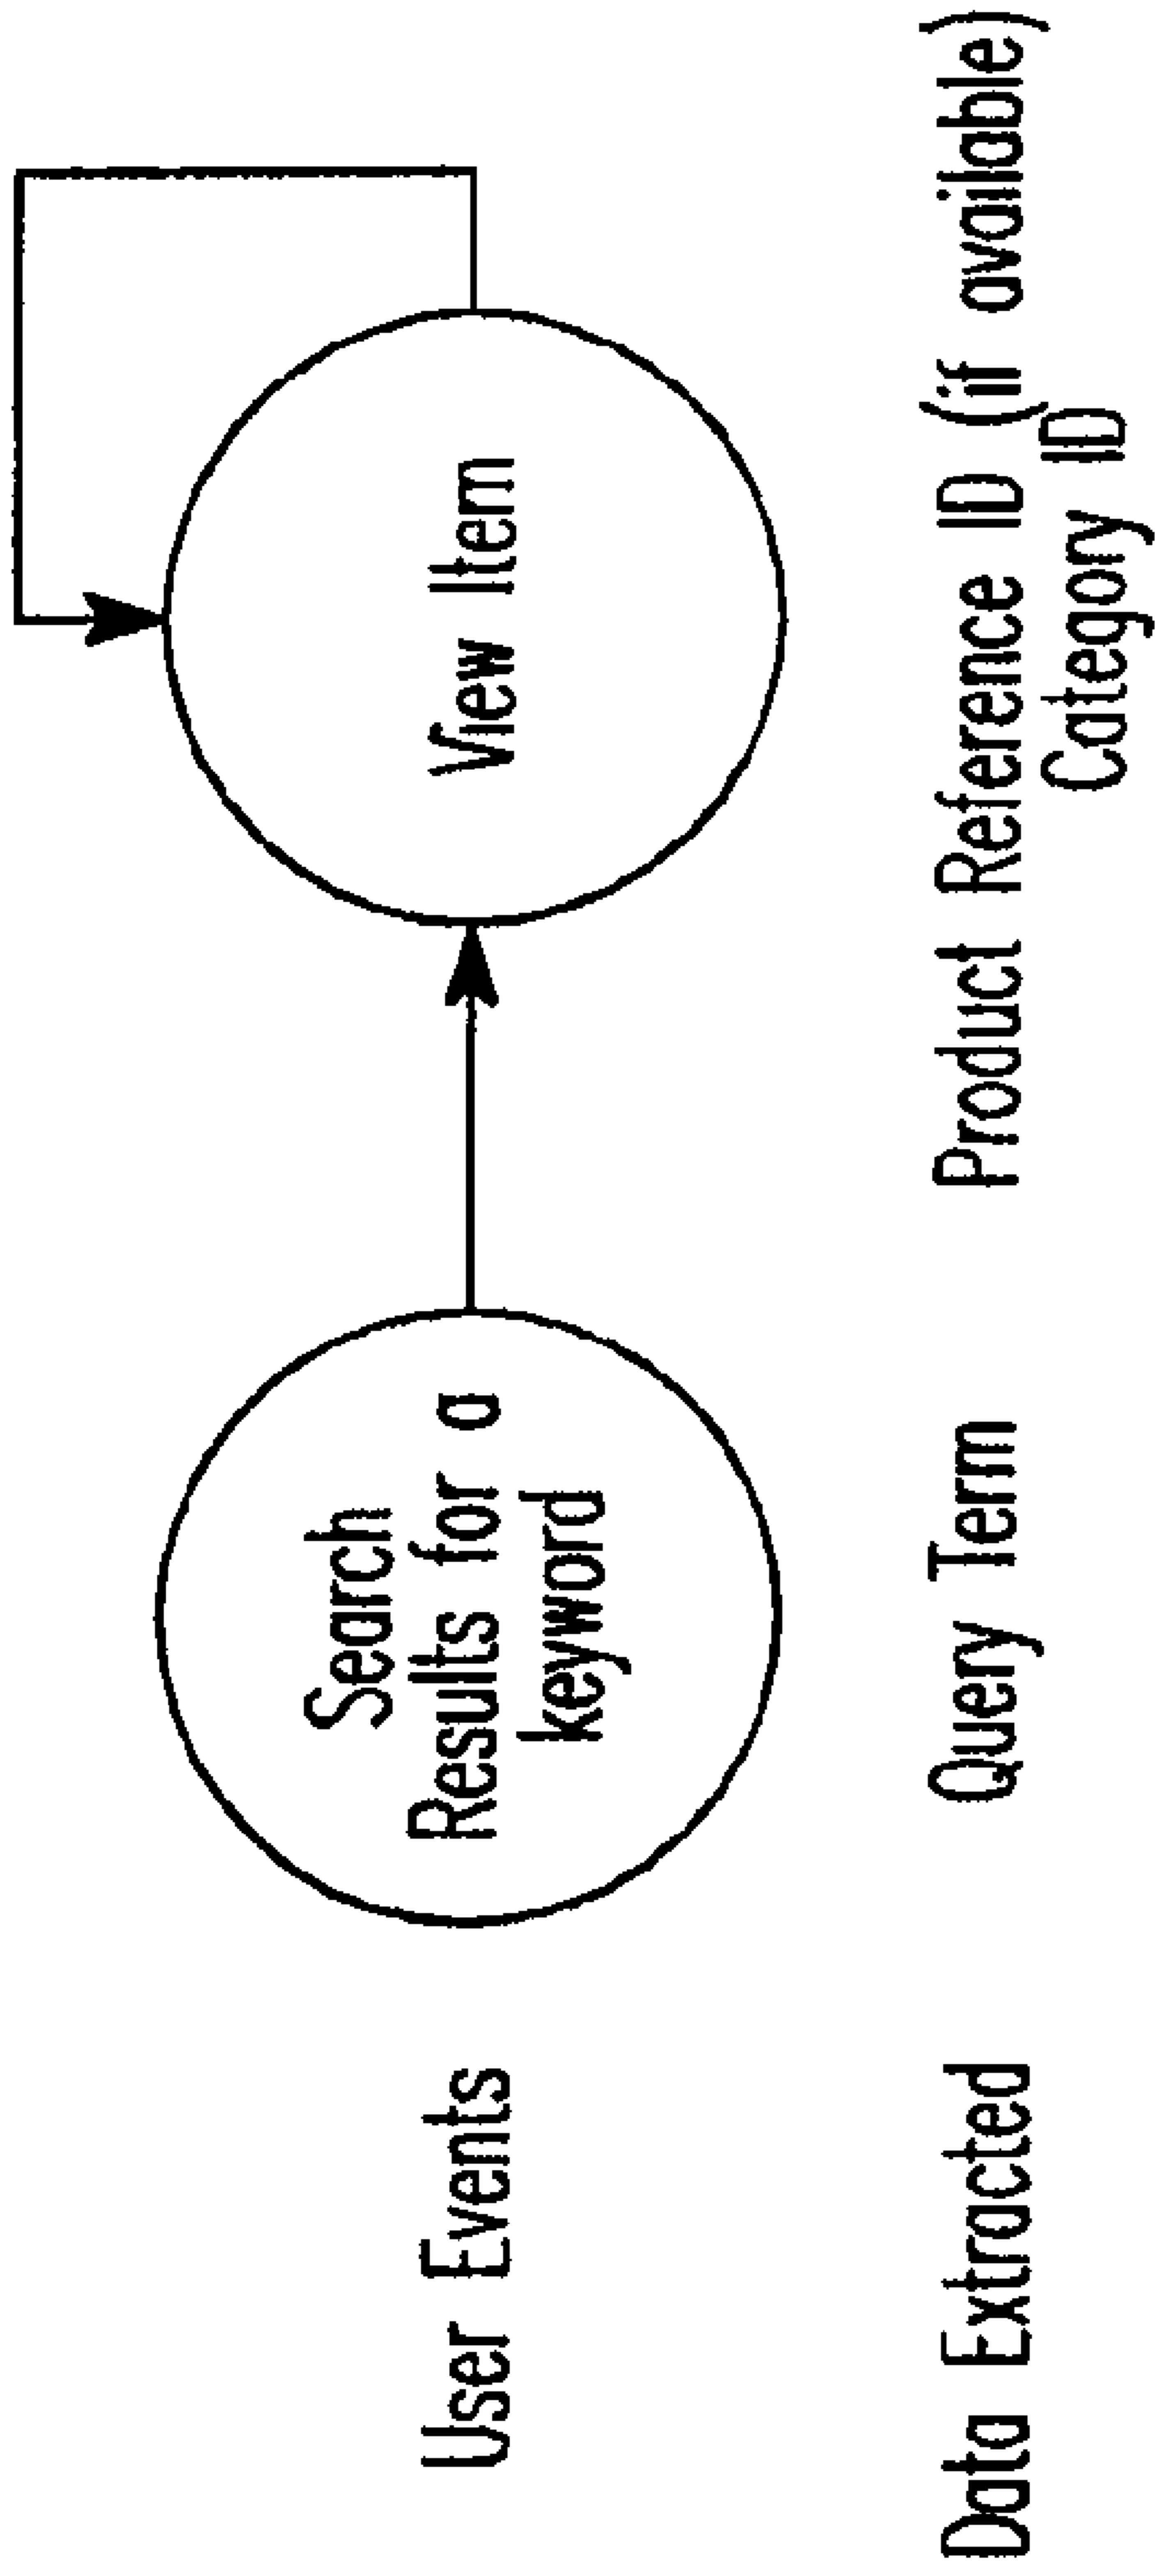 User Events
Search
Results for a
keyword
View Item
Data Extracted
Query Term
Product Reference ID (if available)
Category ID